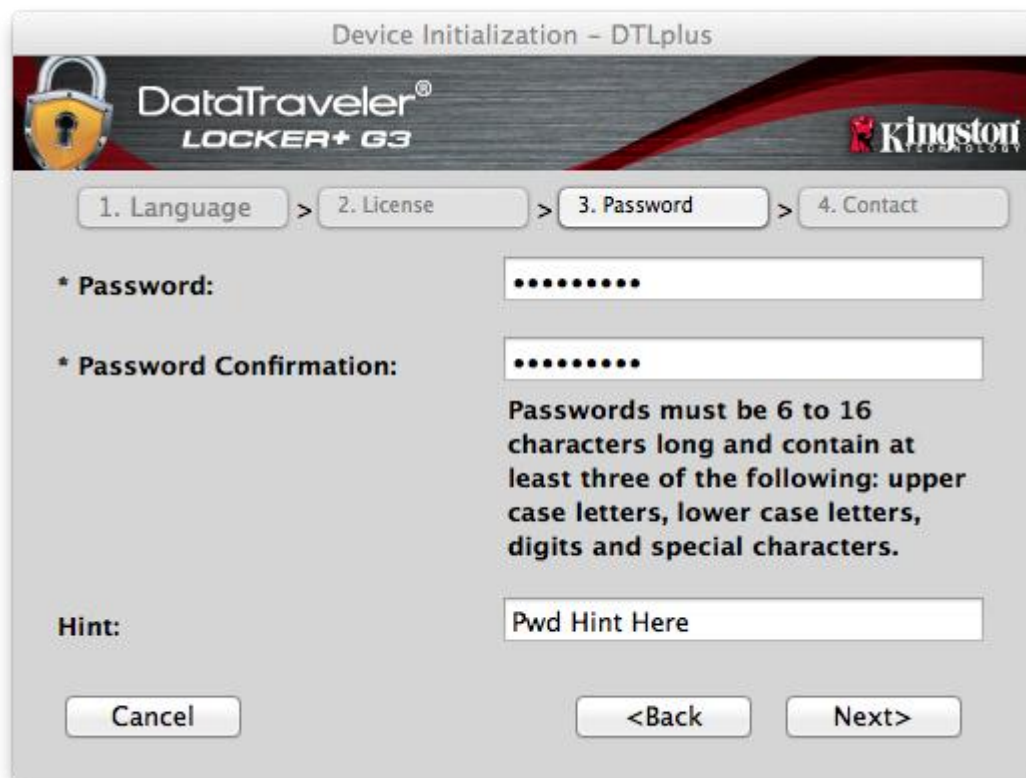 Device Initialization – DTLplus
DataTraveler®
LOCKER+ G3
Kingston
TECHNOLOGY
1. Language > 2. License > 3. Password > 4. Contact
* Password: •••••••••
* Password Confirmation: •••••••••
Passwords must be 6 to 16
characters long and contain at
least three of the following: upper
case letters, lower case letters,
digits and special characters.
Hint: Pwd Hint Here
Cancel <Back Next>